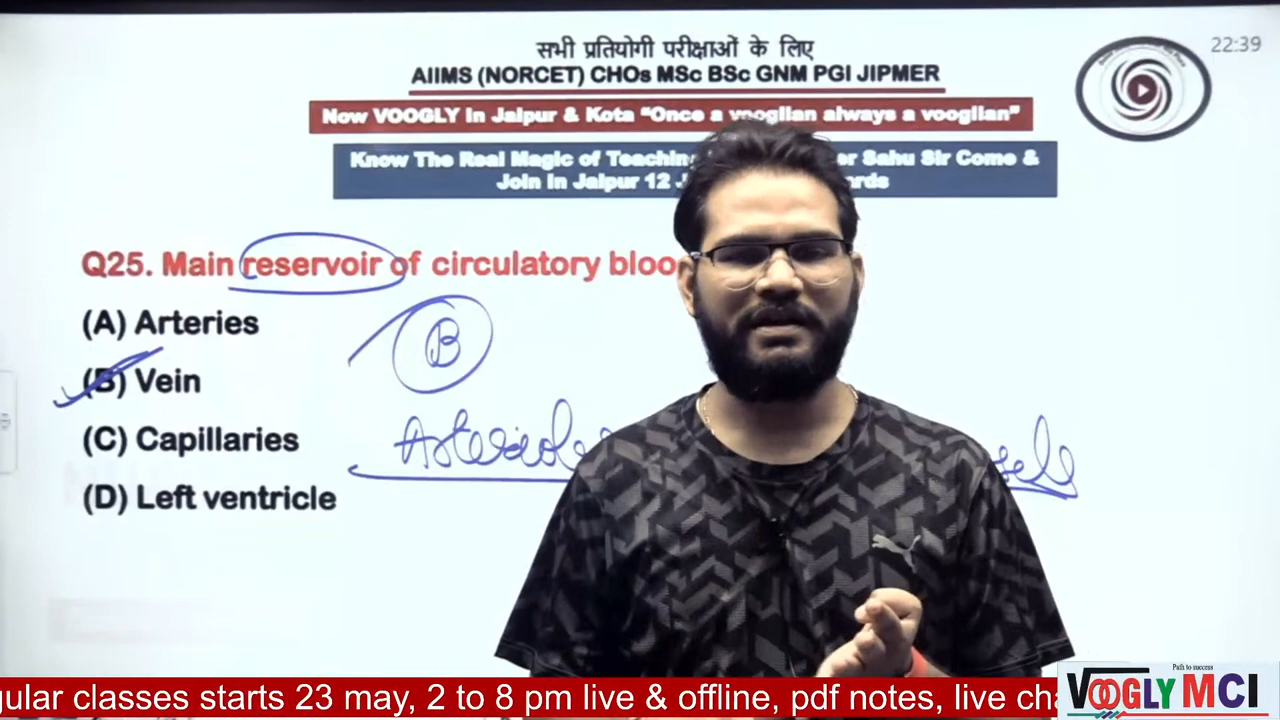 सभी प्रतियोगी परीक्षाओं के लिए
22:39
AIIMS (NORCET) CHOs MSc BSc GNM PGI JIPMER
Now VOOGLY in Jaipur & Kota “Once a vooglian always a vooglian”
Know The Real Magic of Teaching Sahu Sir Come &
Join in Jaipur 12
Q25. Main reservoir of circulatory
(A) Arteries
B
(B) Vein
(C) Capillaries
(D) Left ventricle
classes starts 23 may, 2 to 8 pm live & offline, pdf notes, live
Path to success
VOOGLY MCI